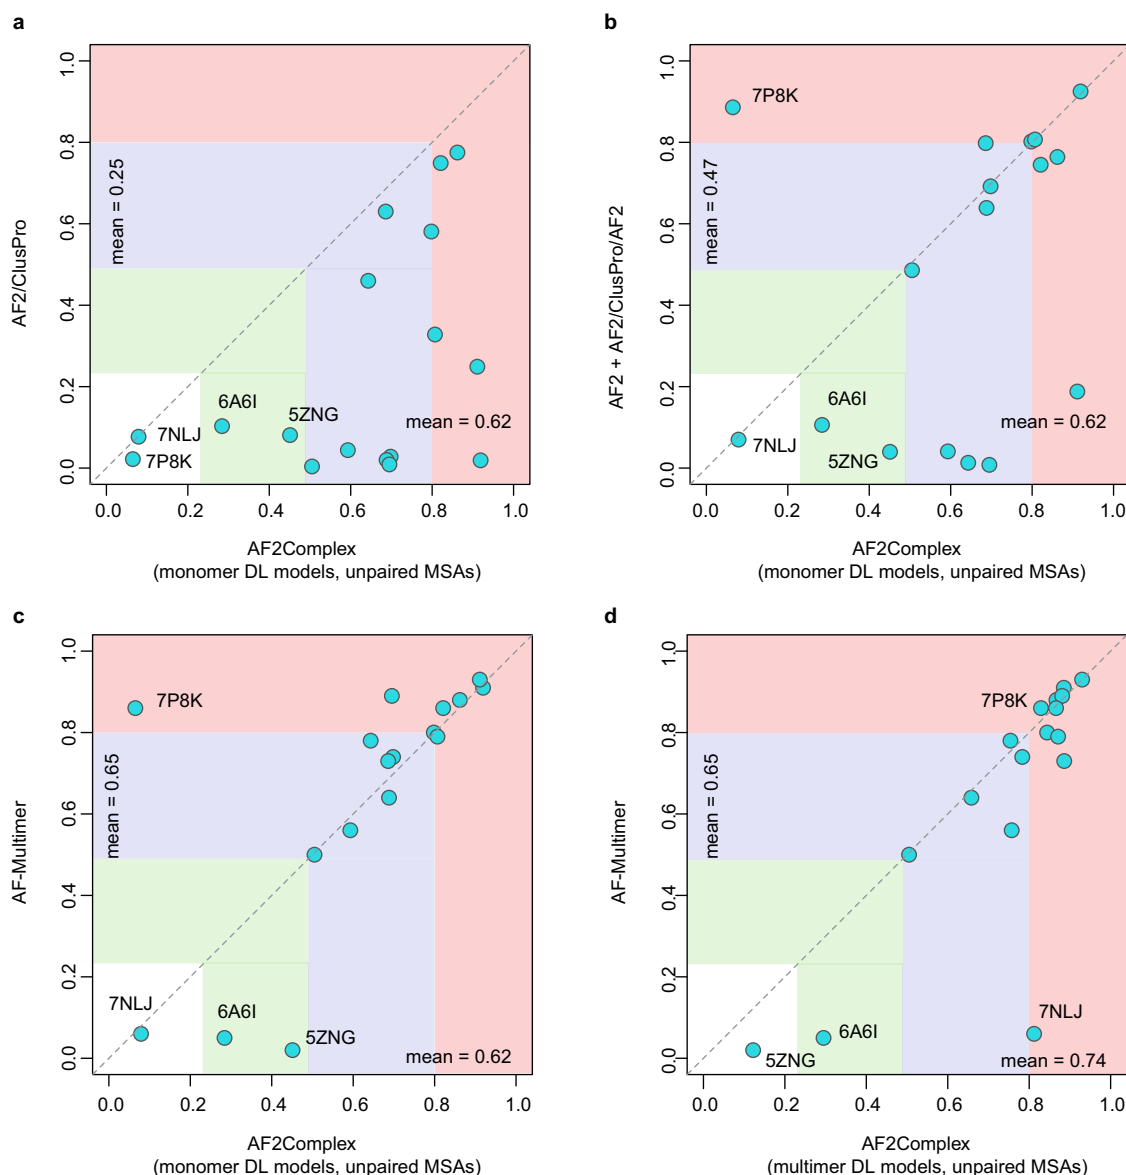 a
1.0
0.8
0.6
0.4
0.2
0.0
AF2/ClusPro
mean = 0.25
6A6I
5ZNG
7NLJ
7P8K
mean = 0.62
0.0 0.2 0.4 0.6 0.8 1.0
AF2Complex
(monomer DL models, unpaired MSAs)
b
1.0
0.8
0.6
0.4
0.2
0.0
AF2 + AF2/ClusPro/AF2
7P8K
mean = 0.47
6A6I
mean = 0.62
7NLJ
5ZNG
0.0 0.2 0.4 0.6 0.8 1.0
AF2Complex
(monomer DL models, unpaired MSAs)
c
1.0
0.8
0.6
0.4
0.2
0.0
AF-Multimer
7P8K
mean = 0.65
7NLJ
6A6I
5ZNG
mean = 0.62
0.0 0.2 0.4 0.6 0.8 1.0
AF2Complex
(monomer DL models, unpaired MSAs)
d
1.0
0.8
0.6
0.4
0.2
0.0
AF-Multimer
7P8K
mean = 0.65
7NLJ
6A6I
5ZNG
mean = 0.74
0.0 0.2 0.4 0.6 0.8 1.0
AF2Complex
(multimer DL models, unpaired MSAs)